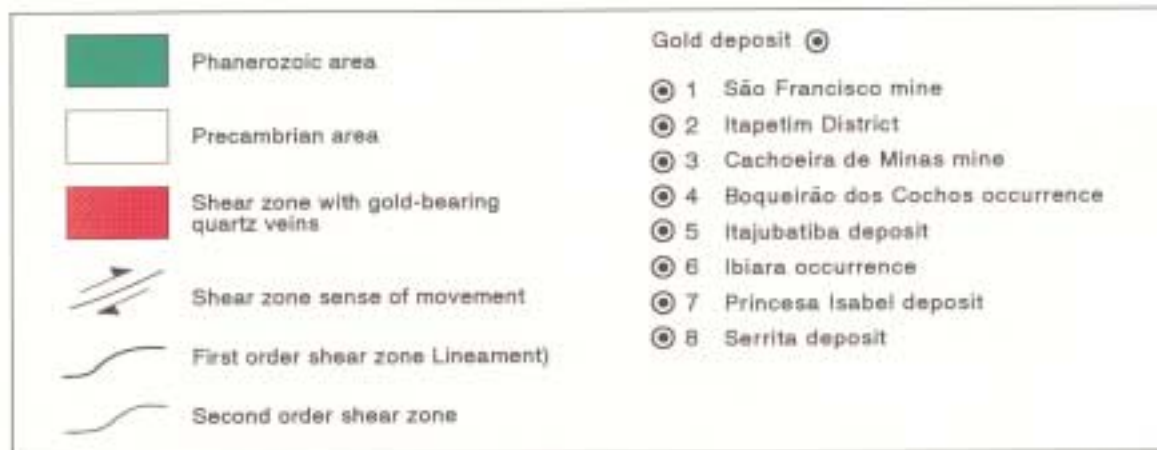 Phanerozoic area
Precambrian area
Shear zone with gold-bearing
quartz veins
Shear zone sense of movement
First order shear zone Lineament)
Second order shear zone
Gold deposit
1 São Francisco mine
2 Itapetim District
3 Cachoeira de Minas mine
4 Boqueirão dos Cochos occurrence
5 Itajubatiba deposit
6 Ibiara occurrence
7 Princesa Isabel deposit
8 Serrita deposit